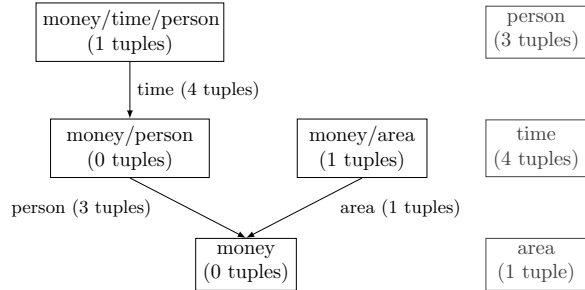 money/time/person
(1 tuples)
person
(3 tuples)
time (4 tuples)
money/person
(0 tuples)
money/area
(1 tuples)
time
(4 tuples)
person (3 tuples)
area (1 tuples)
money
(0 tuples)
area
(1 tuple)